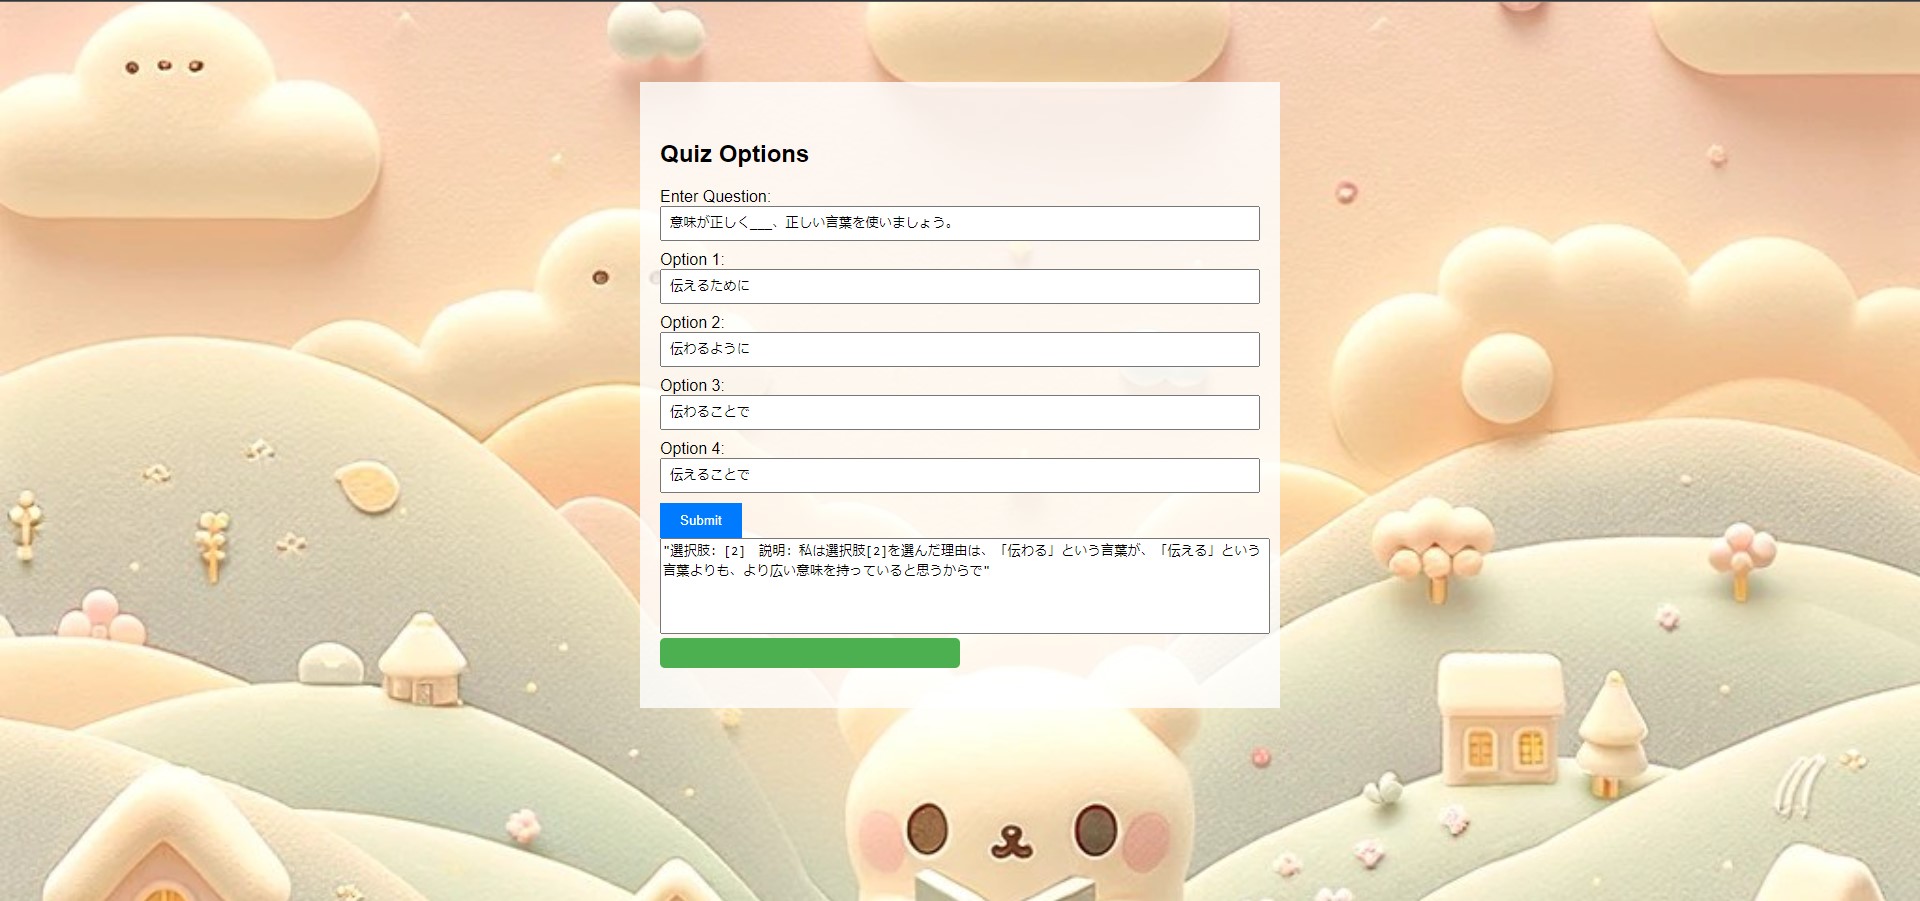 Quiz Options
Enter Question:
意味が正しく___、正しい言葉を使いましょう。
Option 1:
伝えるために
Option 2:
伝わるように
Option 3:
伝わることで
Option 4:
伝えることで
Submit
"選択肢: [2]　説明: 私は選択肢[2]を選んだ理由は、「伝わる」という言葉が、「伝える」という
言葉よりも、より広い意味を持っていると思うからで"